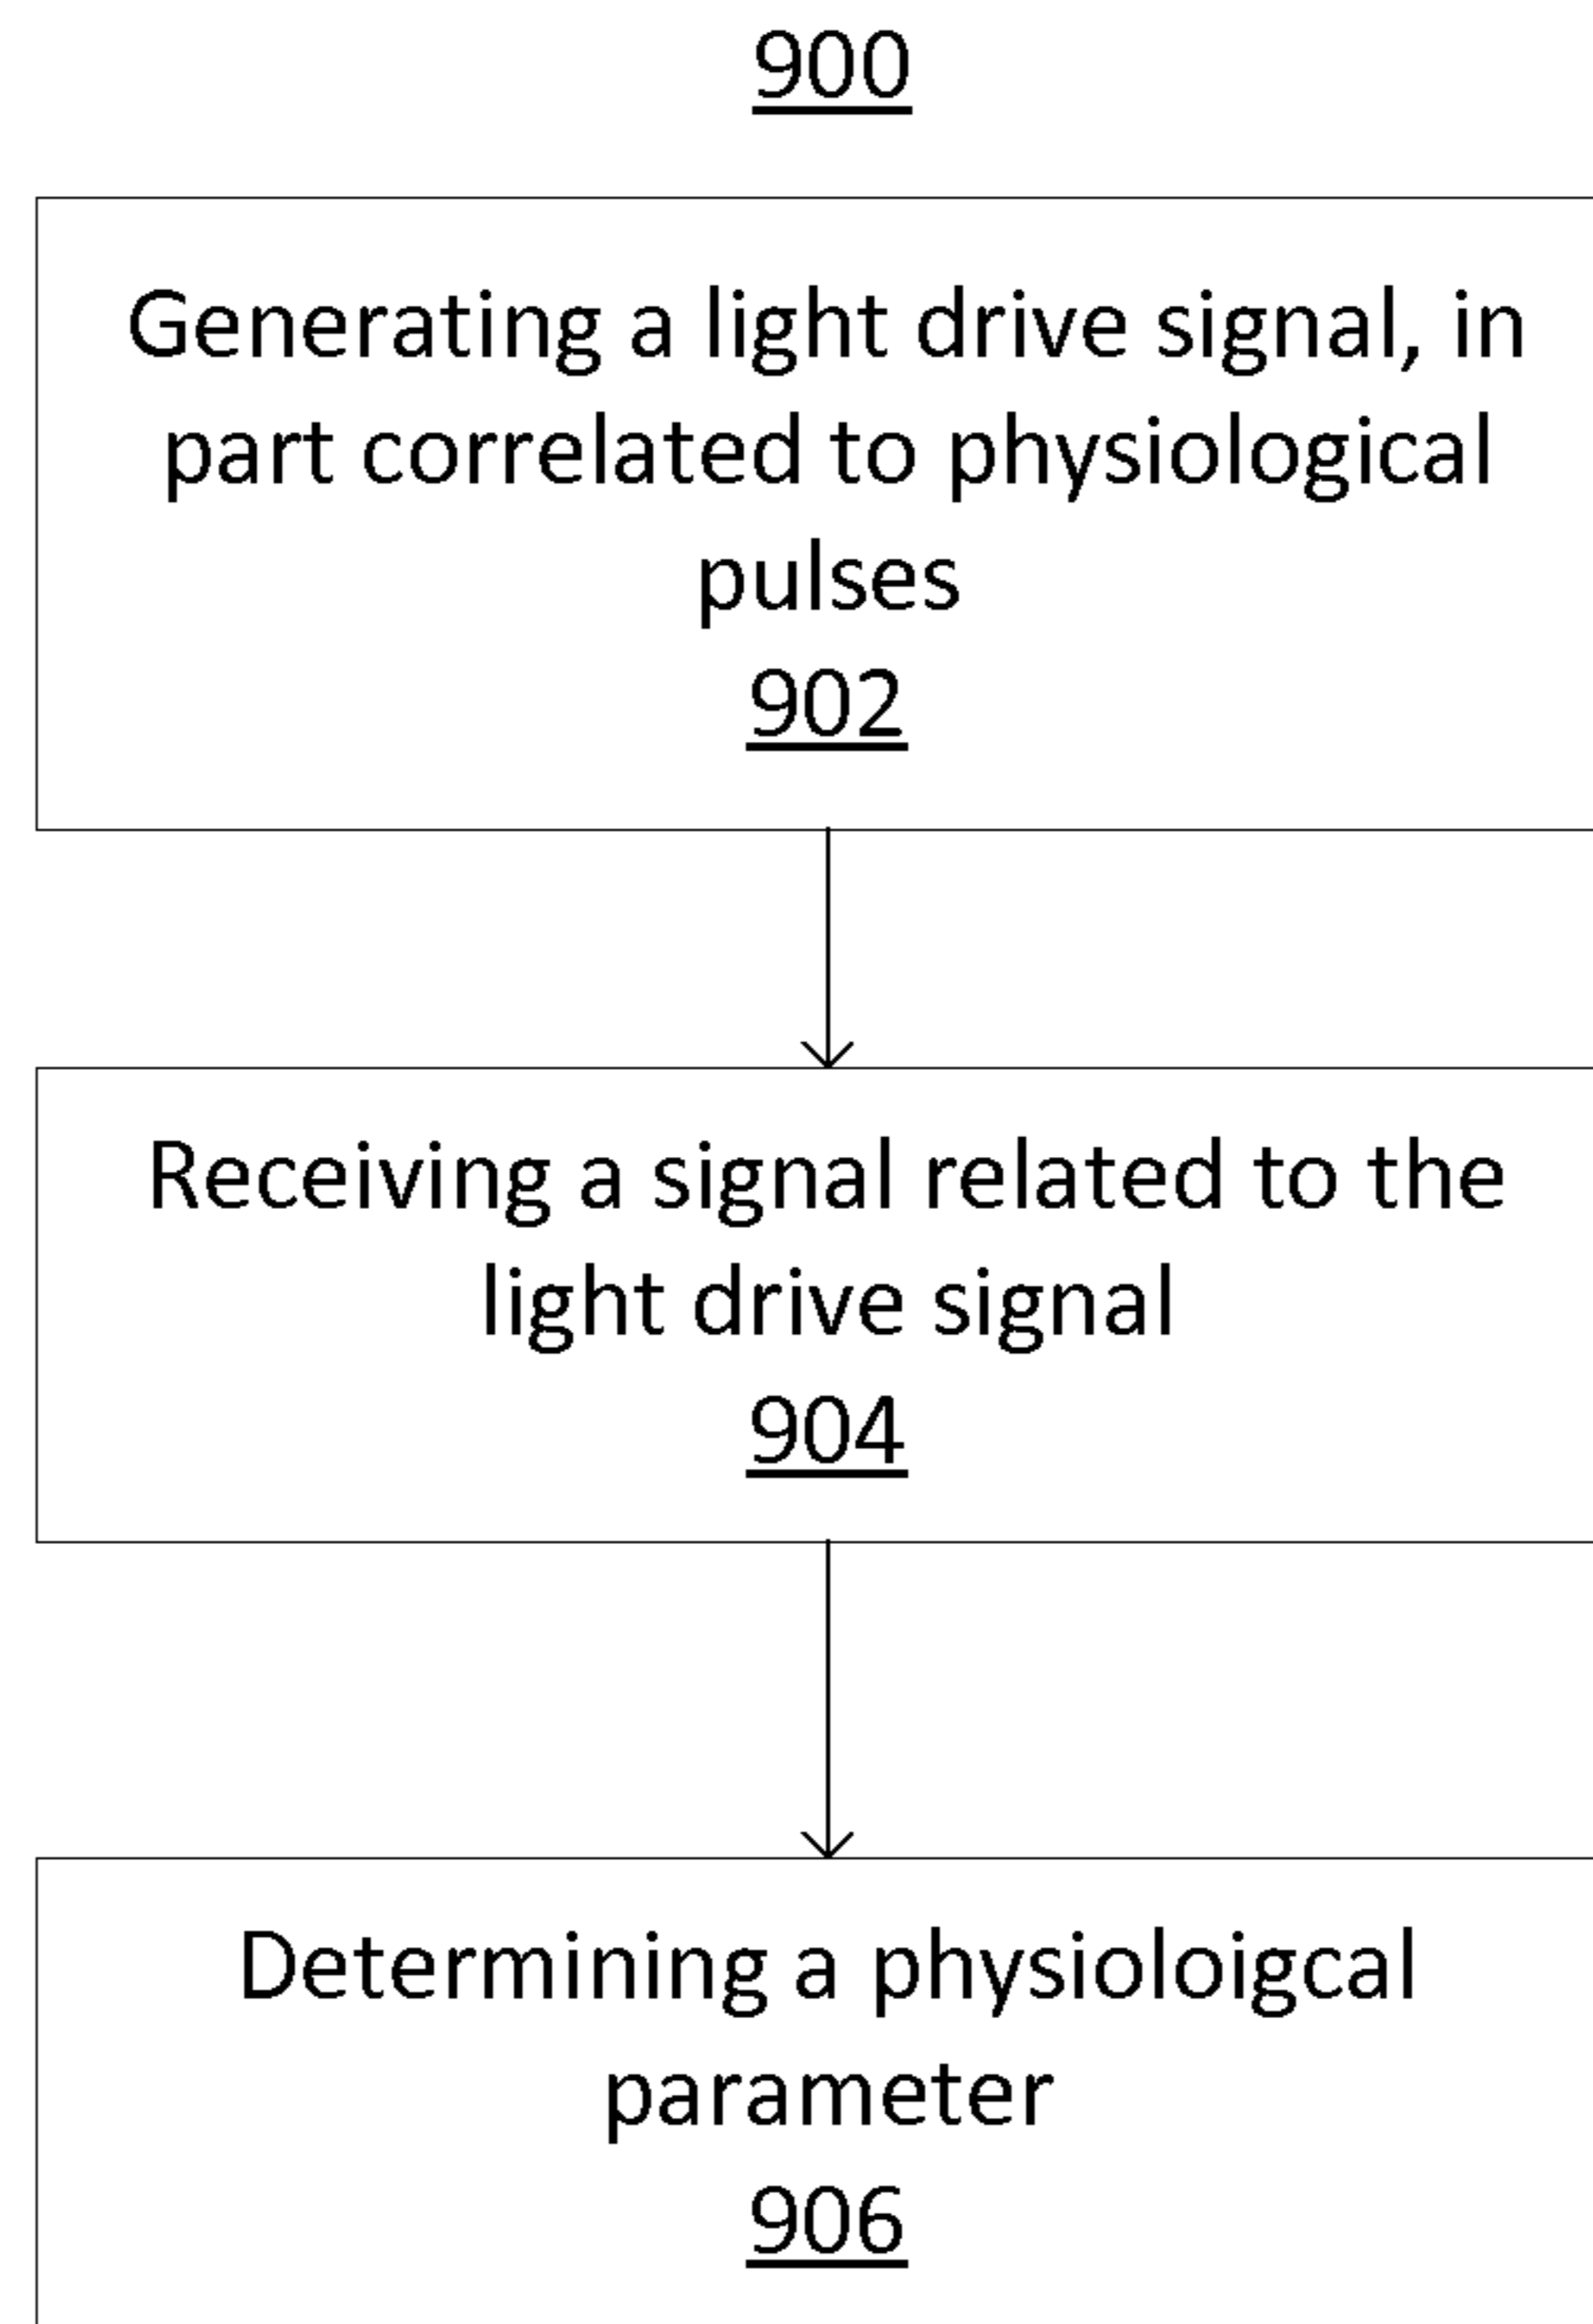 900
Generating a light drive signal, in
part correlated to physiological
pulses
902
Receiving a signal related to the
light drive signal
904
Determining a physioloigcal
parameter
906